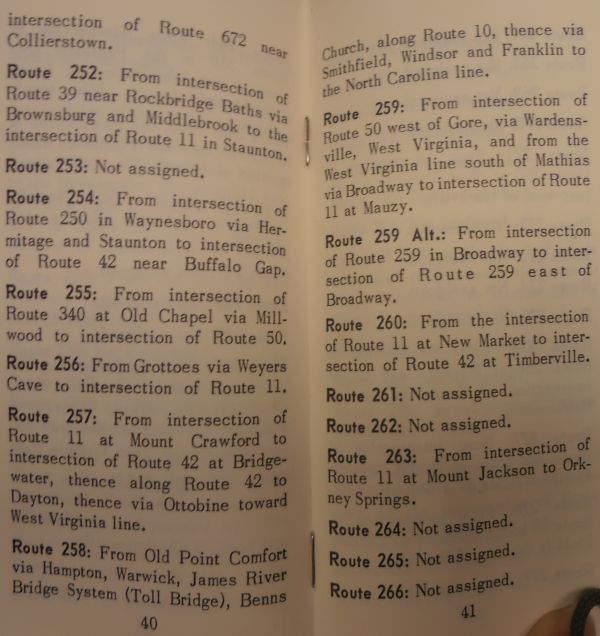 intersection of Route 672 near
Collierstown.
Route 252: From intersection of
Route 39 near Rockbridge Baths via
Brownsburg and Middlebrook to the
intersection of Route 11 in Staunton.
Route 253: Not assigned.
Route 254: From intersection of
Route 250 in Waynesboro via Her-
mitage and Staunton to intersection
of Route 42 near Buffalo Gap.
Route 255: From intersection of
Route 340 at Old Chapel via Mill-
wood to intersection of Route 50.
Route 256: From Grottoes via Weyers
Cave to intersection of Route 11.
Route 257: From intersection of
Route 11 at Mount Crawford to
intersection of Route 42 at Bridge-
water, thence along Route 42 to
Dayton, thence via Ottobine toward
West Virginia line.
Route 258: From Old Point Comfort
via Hampton, Warwick, James River
Bridge System (Toll Bridge), Benns
40
Church, along Route 10, thence via
Smithfield, Windsor and Franklin to
the North Carolina line.
Route 259: From intersection of
Route 50 west of Gore, via Wardens-
ville, West Virginia, and from the
West Virginia line south of Mathias
via Broadway to intersection of Route
11 at Mauzy.
Route 259 Alt.: From intersection
of Route 259 in Broadway to inter-
section of Route 259 east of
Broadway.
Route 260: From the intersection
of Route 11 at New Market to inter-
section of Route 42 at Timberville.
Route 261: Not assigned.
Route 262: Not assigned.
Route 263: From intersection of
Route 11 at Mount Jackson to Ork-
ney Springs.
Route 264: Not assigned.
Route 265: Not assigned.
Route 266: Not assigned.
41